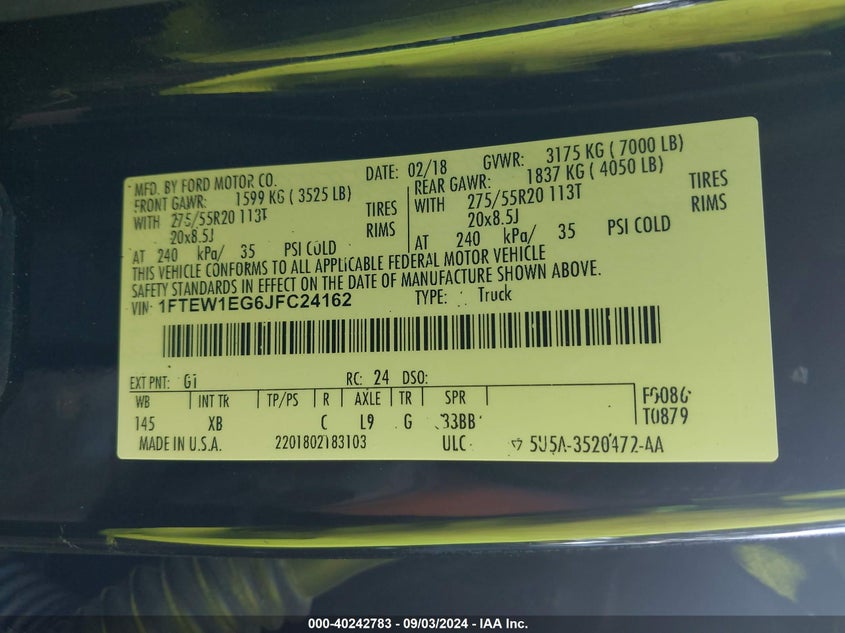 MFD. BY FORD MOTOR CO. DATE: 02/18 GVWR: 3175 KG ( 7000 LB)
FRONT GAWR: 1599 KG ( 3525 LB) REAR GAWR: 1837 KG ( 4050 LB)
WITH 275/55R20 113T TIRES WITH 275/55R20 113T TIRES
20x8.5J RIMS 20x8.5J RIMS
AT 240 kPa/ 35 PSI COLD AT 240 kPa/ 35 PSI COLD
THIS VEHICLE CONFORMS TO ALL APPLICABLE FEDERAL MOTOR VEHICLE
SAFETY STANDARDS IN EFFECT ON THE DATE OF MANUFACTURE SHOWN ABOVE.
VIN: 1FTEW1EG6JFC24162 TYPE: Truck
EXT PNT: G1 RC: 24 DSO:
WB INT TR TP/PS R AXLE TR SPR F0086
145 XB C L9 G 33BB T0879
MADE IN U.S.A. 2201802183103 ULC
000-40242783 - 09/03/2024 - IAA Inc.